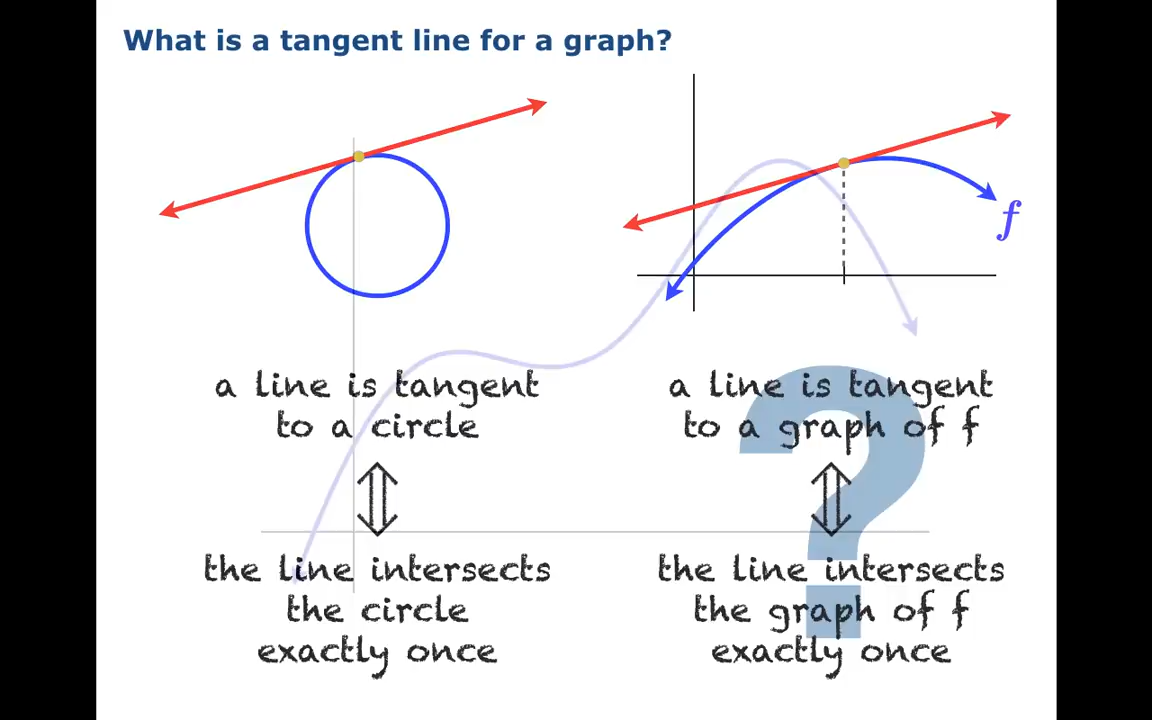 What is a tangent line for a graph?
f
a line is tangent
to a circle
the line intersects
the circle
exactly once
a line is tangent
to a graph of f
?
the line intersects
the graph of f
exactly once